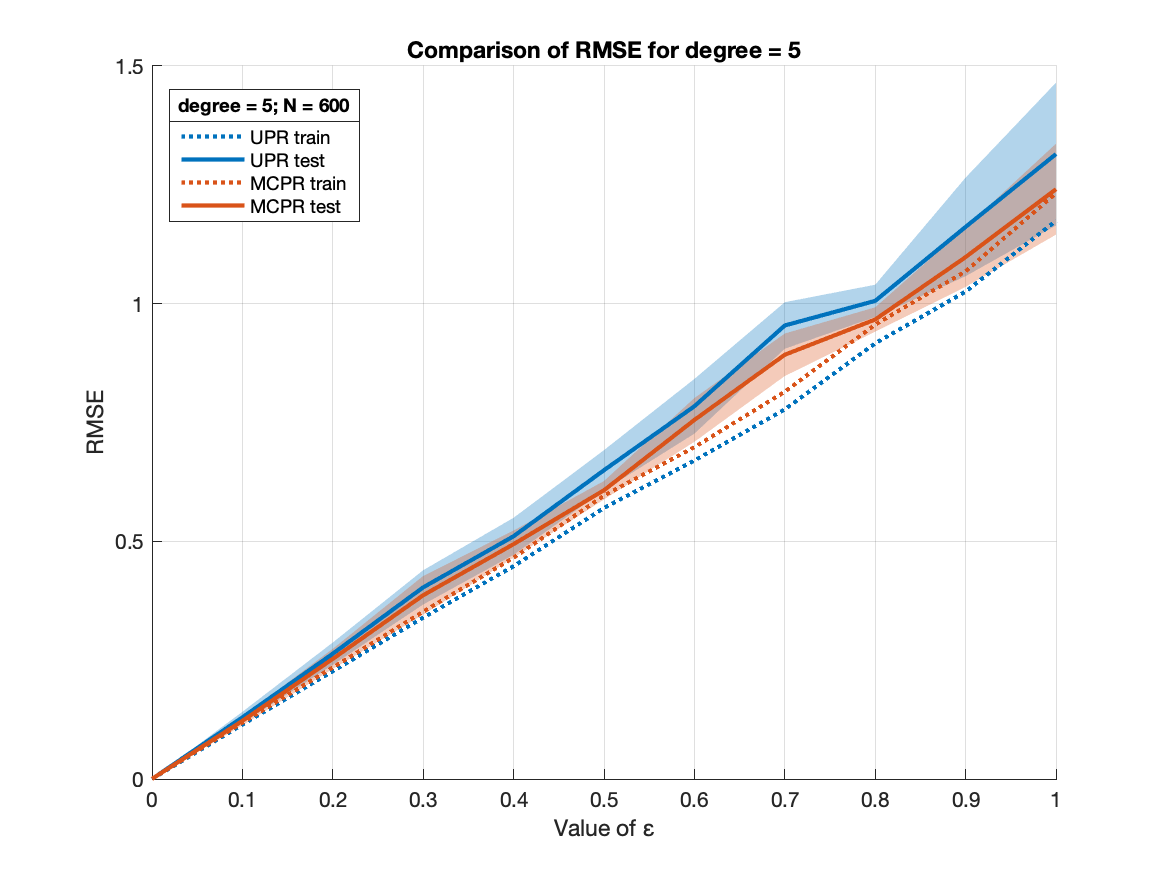 Comparison of RMSE for degree = 5
1.5
degree = 5; N = 600
UPR train
UPR test
MCPR train
MCPR test
1
RMSE
0.5
0
0 0.1 0.2 0.3 0.4 0.5 0.6 0.7 0.8 0.9 1
Value of ε